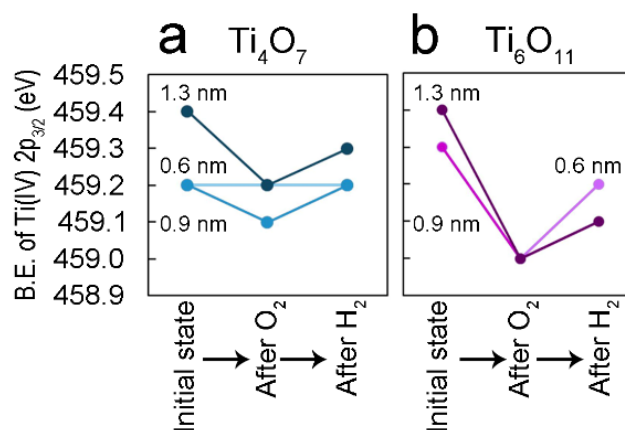 a
Ti4O7
b
Ti6O11
B.E. of Ti(IV) 2p3/2 (eV)
459.5
459.4
459.3
459.2
459.1
459.0
458.9
1.3 nm
0.6 nm
0.9 nm
1.3 nm
0.6 nm
0.9 nm
Initial state
After O2
After H2
Initial state
After O2
After H2